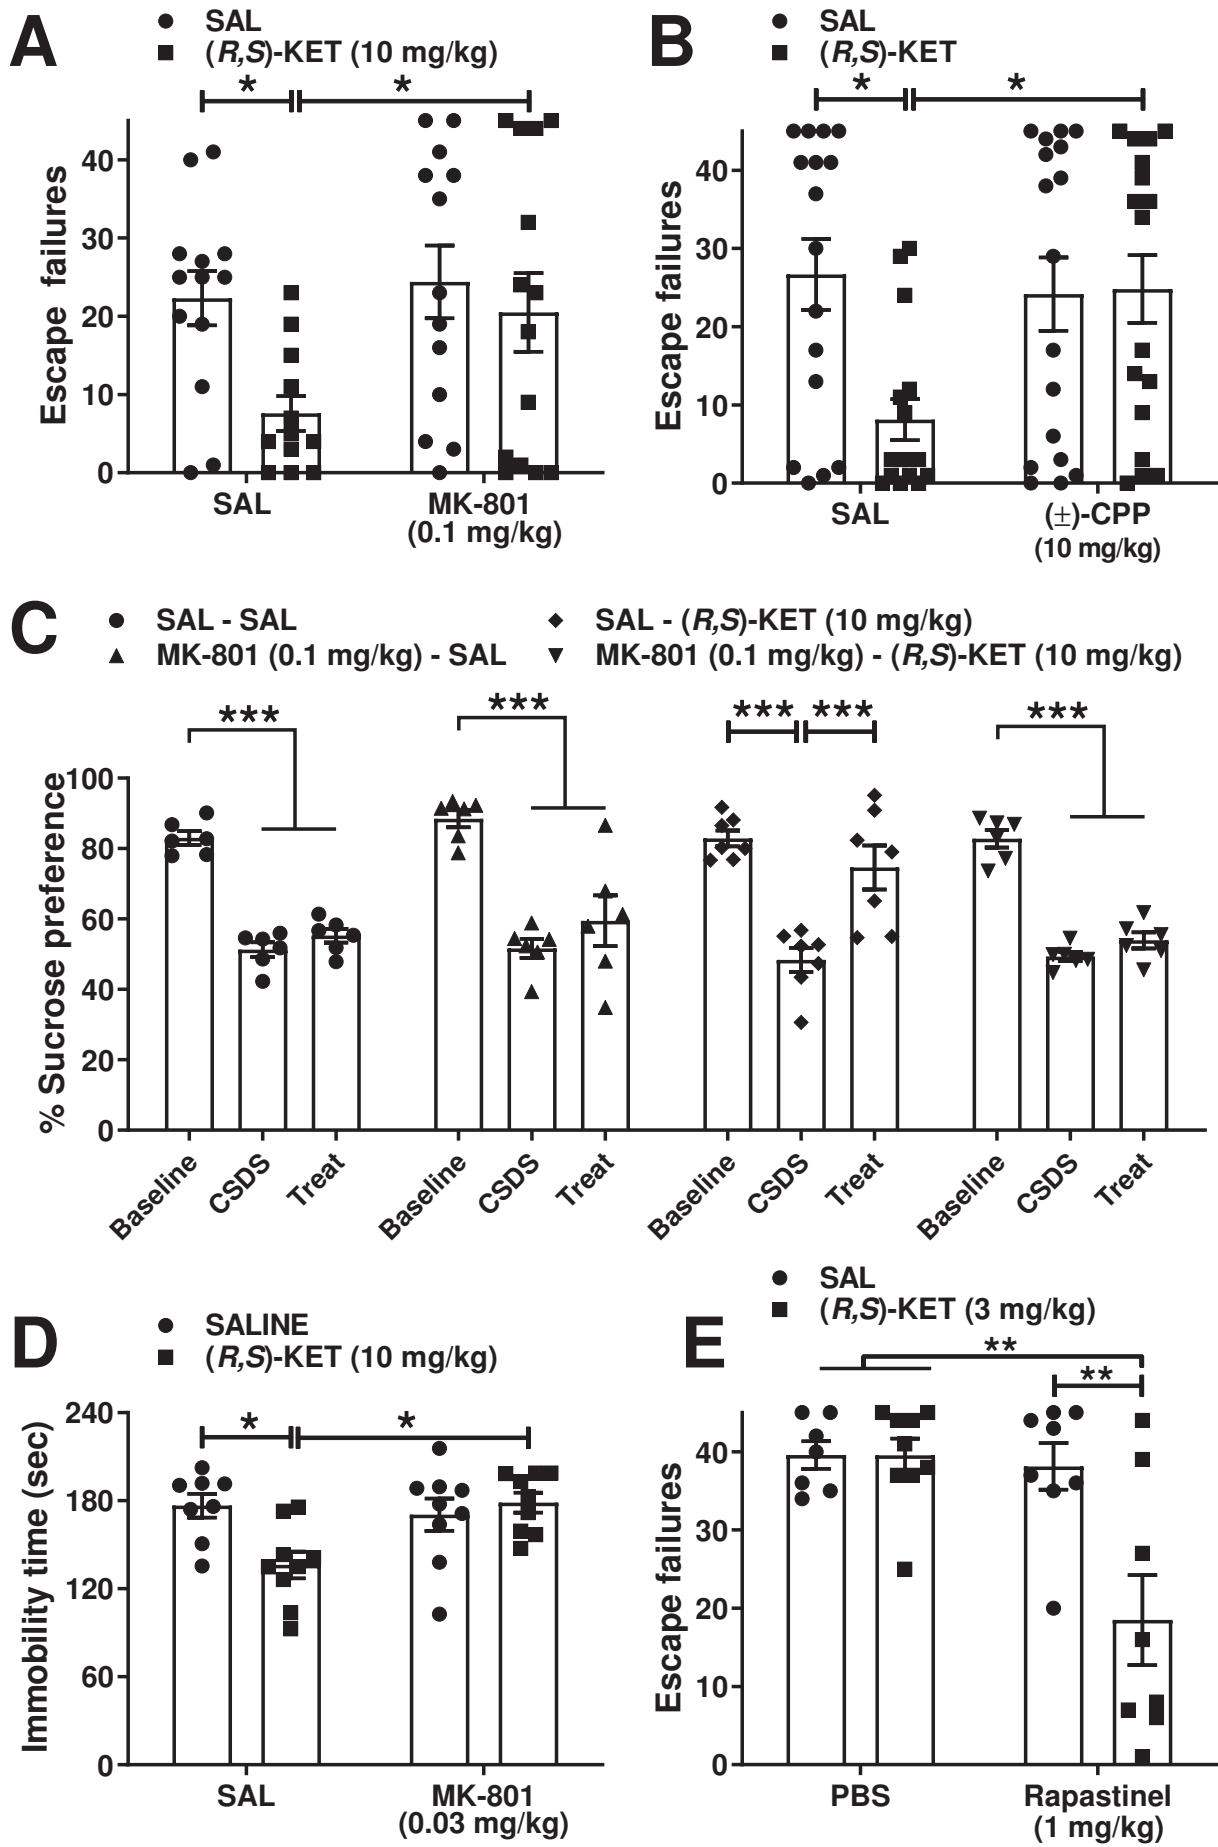 A
SAL
(R,S)-KET (10 mg/kg)
* *
Escape failures
40
30
20
10
0
SAL
MK-801
(0.1 mg/kg)
B
SAL
(R,S)-KET
* *
Escape failures
40
30
20
10
0
SAL
(±)-CPP
(10 mg/kg)
C
SAL - SAL
SAL - (R,S)-KET (10 mg/kg)
MK-801 (0.1 mg/kg) - SAL
MK-801 (0.1 mg/kg) - (R,S)-KET (10 mg/kg)
*** *** *** *** ***
% Sucrose preference
100
80
60
40
20
0
Baseline CSDS Treat Baseline CSDS Treat Baseline CSDS Treat Baseline CSDS Treat
D
SALINE
(R,S)-KET (10 mg/kg)
* *
Immobility time (sec)
240
180
120
60
0
SAL
MK-801
(0.03 mg/kg)
E
SAL
(R,S)-KET (3 mg/kg)
**
**
Escape failures
40
30
20
10
0
PBS
Rapastinel
(1 mg/kg)